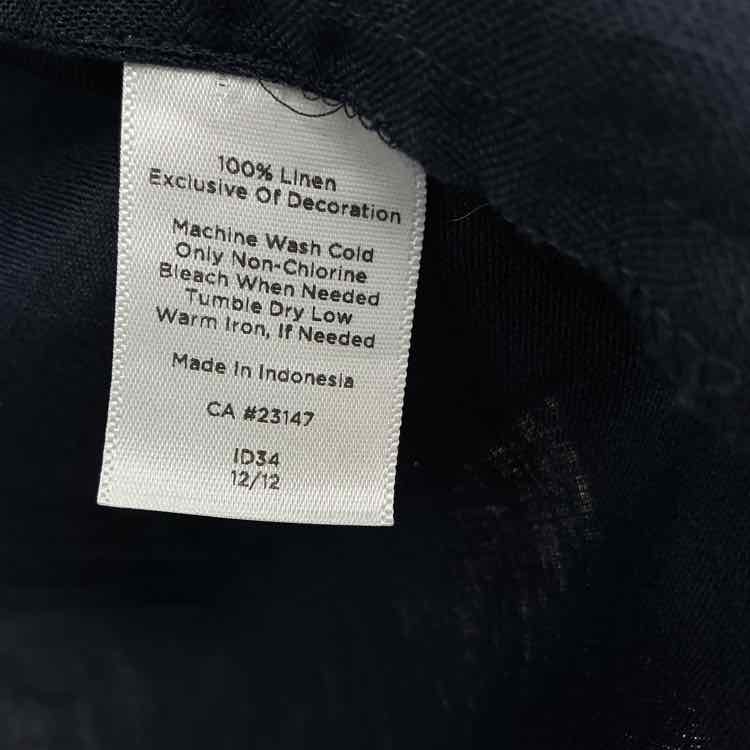 100% Linen
Exclusive Of Decoration
Machine Wash Cold
Only Non-Chlorine
Bleach When Needed
Tumble Dry Low
Warm Iron, If Needed
Made In Indonesia
CA #23147
ID34
12/12